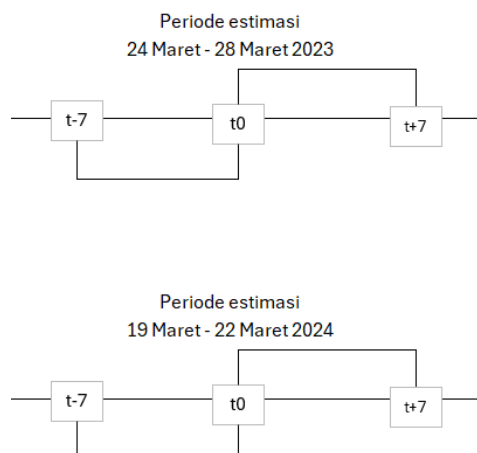 Periode estimasi
24 Maret - 28 Maret 2023
t-7 t0 t+7
Periode estimasi
19 Maret - 22 Maret 2024
t-7 t0 t+7